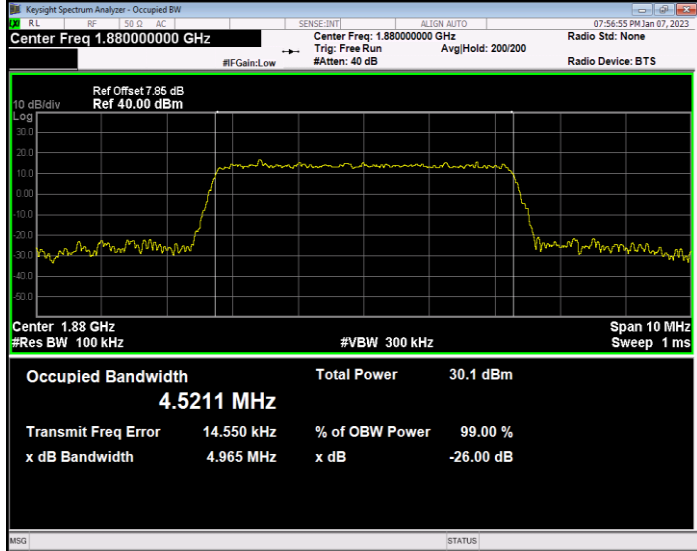 Keysight Spectrum Analyzer - Occupied BW
RL RF 50 Ω AC SENSE:INT ALIGN AUTO 07:56:55 PM Jan 07, 2023
Center Freq 1.880000000 GHz Center Freq: 1.880000000 GHz Radio Std: None
Trig: Free Run Avg|Hold: 200/200
#IFGain:Low #Atten: 40 dB Radio Device: BTS
Ref Offset 7.85 dB
10 dB/div Ref 40.00 dBm
Log
30.0
20.0
10.0
0.00
-10.0
-20.0
-30.0
-40.0
-50.0
Center 1.88 GHz Span 10 MHz
#Res BW 100 kHz #VBW 300 kHz Sweep 1 ms
Occupied Bandwidth Total Power 30.1 dBm
4.5211 MHz
Transmit Freq Error 14.550 kHz % of OBW Power 99.00 %
x dB Bandwidth 4.965 MHz x dB -26.00 dB
MSG STATUS